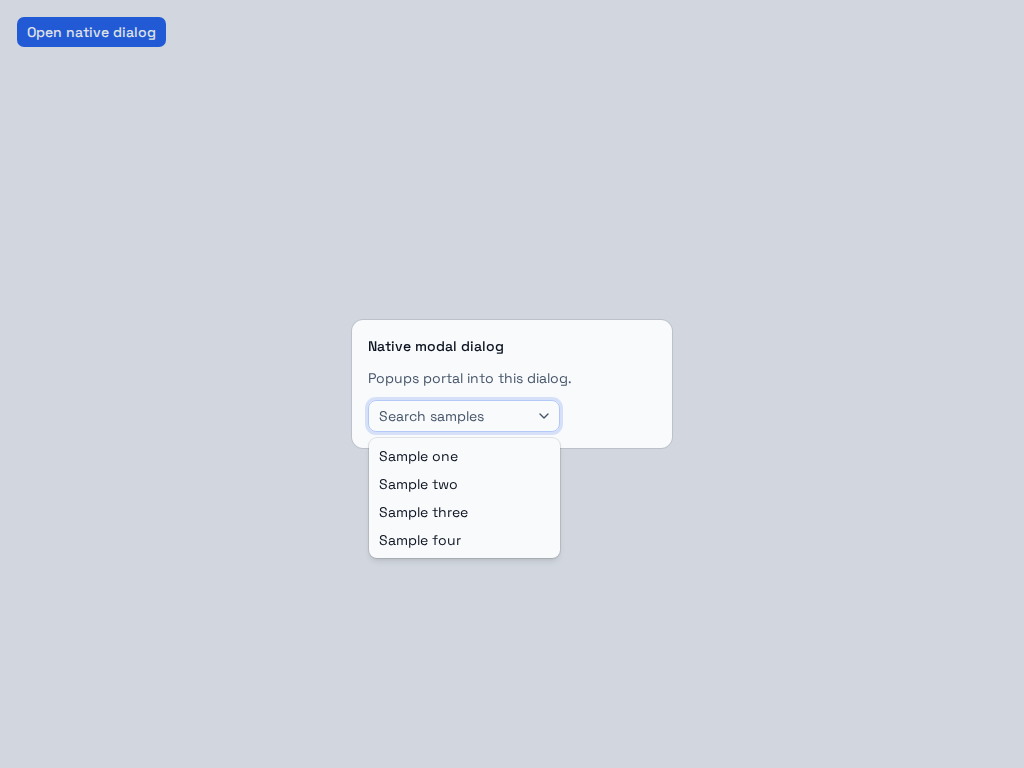 Open native dialog
Native modal dialog
Popups portal into this dialog.
Search samples
Sample one
Sample two
Sample three
Sample four